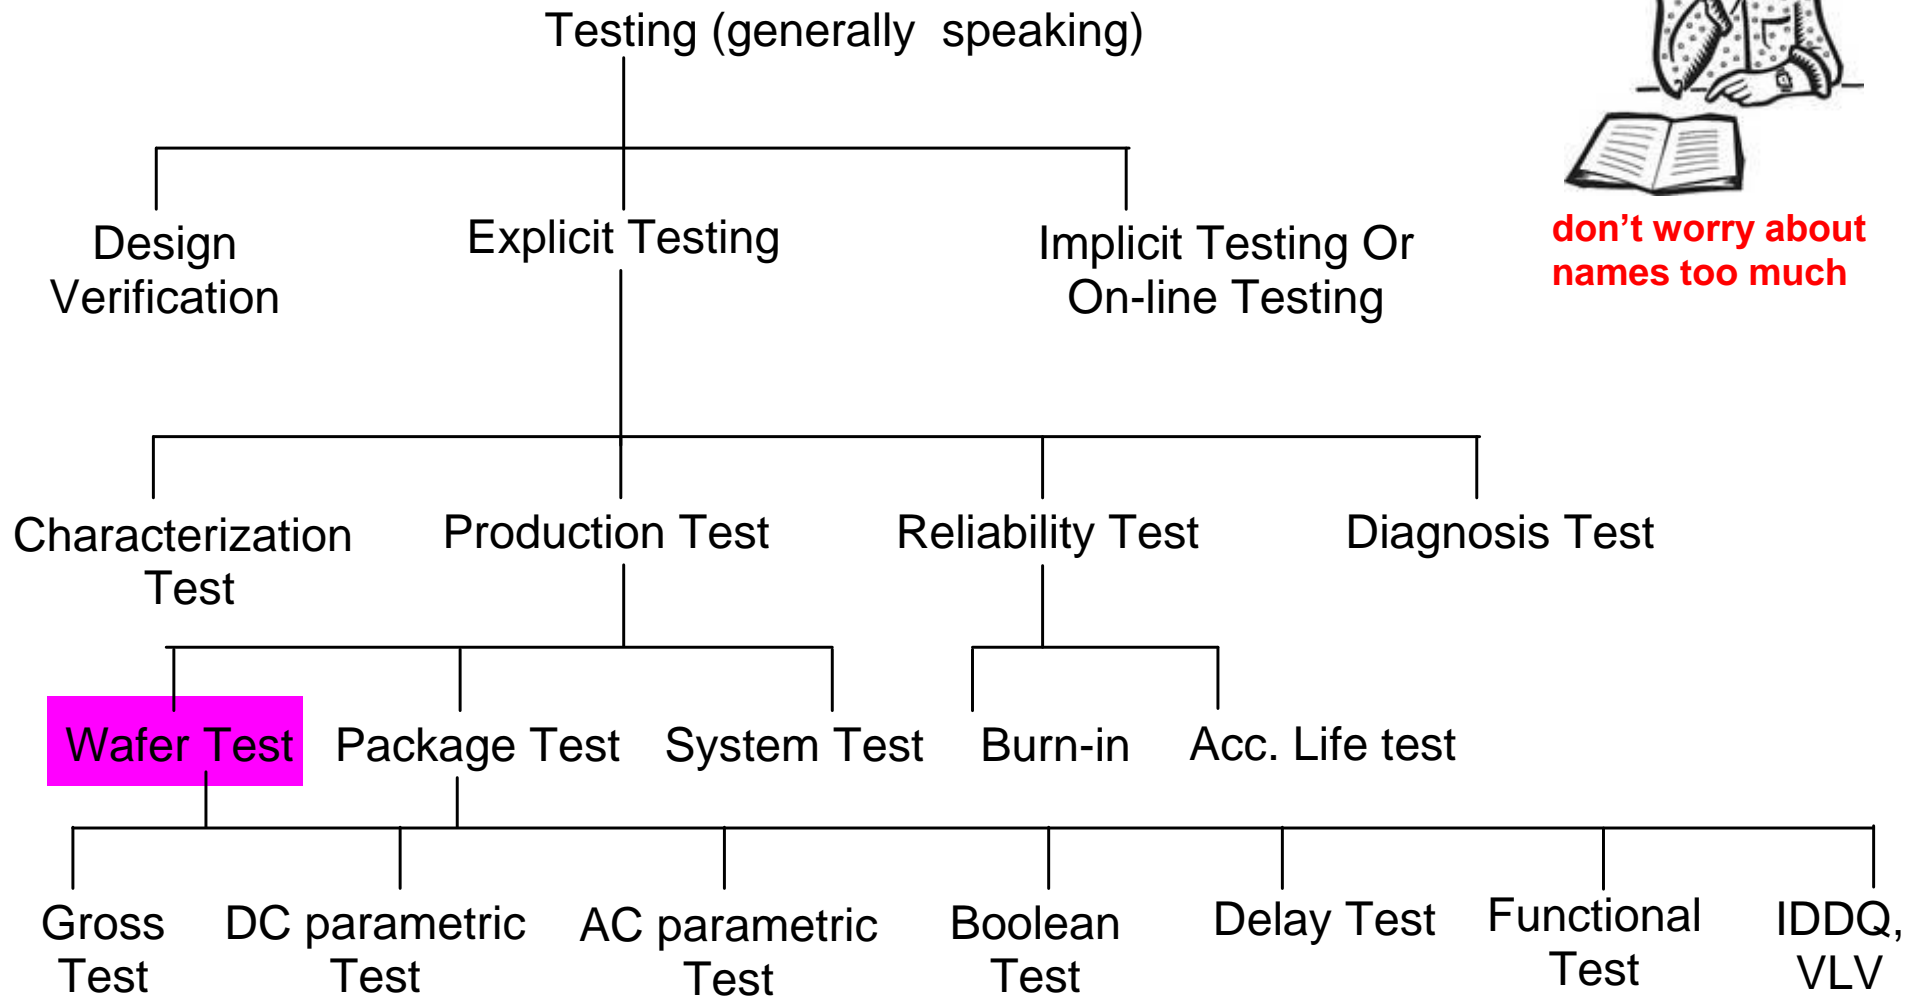 Testing (generally speaking)
Design
Verification
Explicit Testing
Implicit Testing Or
On-line Testing
don't worry about
names too much
Characterization
Test
Production Test
Reliability Test
Diagnosis Test
Wafer Test
Package Test
System Test
Burn-in
Acc. Life test
Gross
Test
DC parametric
Test
AC parametric
Test
Boolean
Test
Delay Test
Functional
Test
IDDQ,
VLV